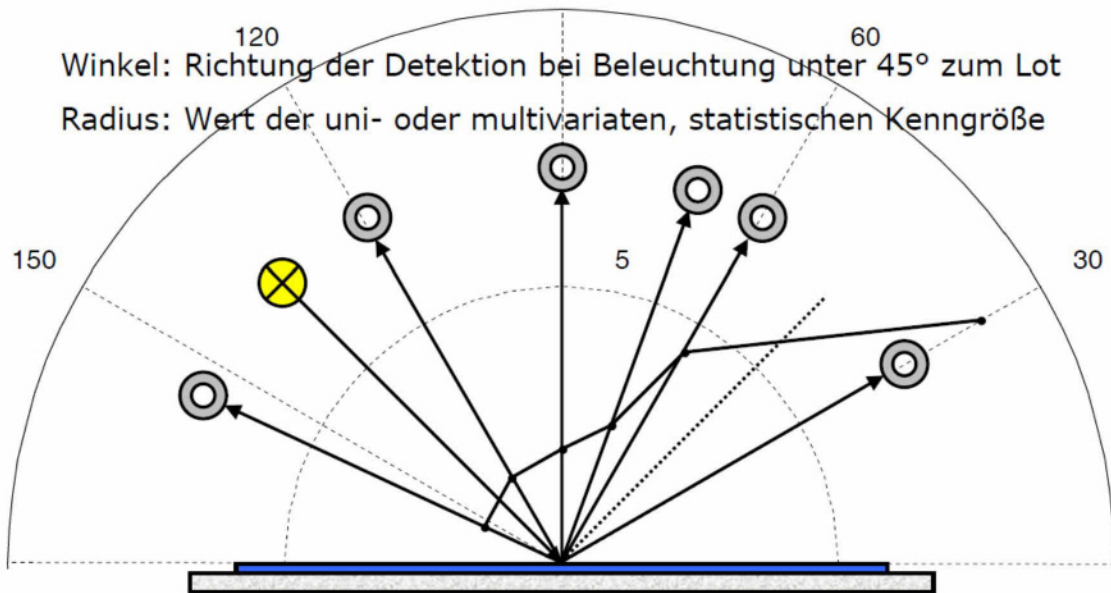 120
60
Winkel: Richtung der Detektion bei Beleuchtung unter 45° zum Lot
Radius: Wert der uni- oder multivariaten, statistischen Kenngröße
150
5
30